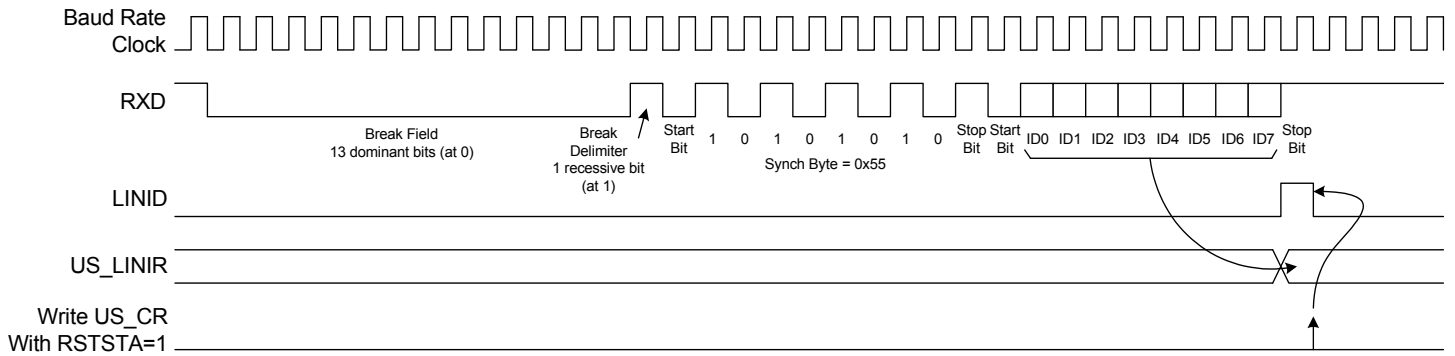 Baud Rate
Clock
RXD
Break Field
13 dominant bits (at 0)
Break
Delimiter
1 recessive bit
(at 1)
Start
Bit
1 0 1 0 1 0 1 0
Synch Byte = 0x55
Stop
Bit
Start
Bit
ID0 ID1 ID2 ID3 ID4 ID5 ID6 ID7
Stop
Bit
LINID
US_LINIR
Write US_CR
With RSTSTA=1